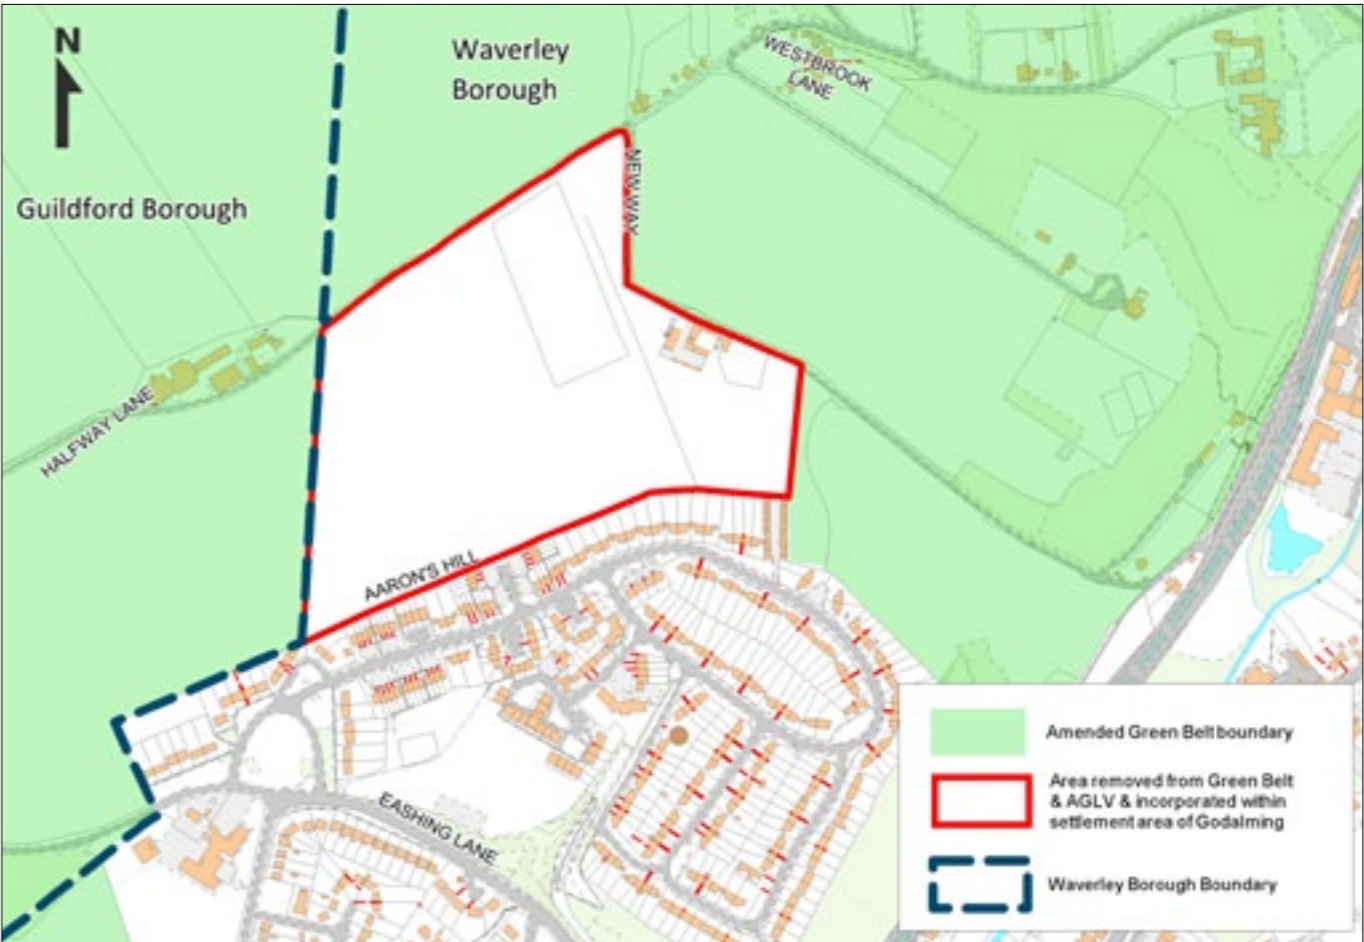 N
Waverley
Borough
WESTBROOK
LANE
NEW WAY
Guildford Borough
HALFWAY LANE
AARON'S HILL
EASHING LANE
Amended Green Belt boundary
Area removed from Green Belt
& AGLV & incorporated within
settlement area of Godalming
Waverley Borough Boundary